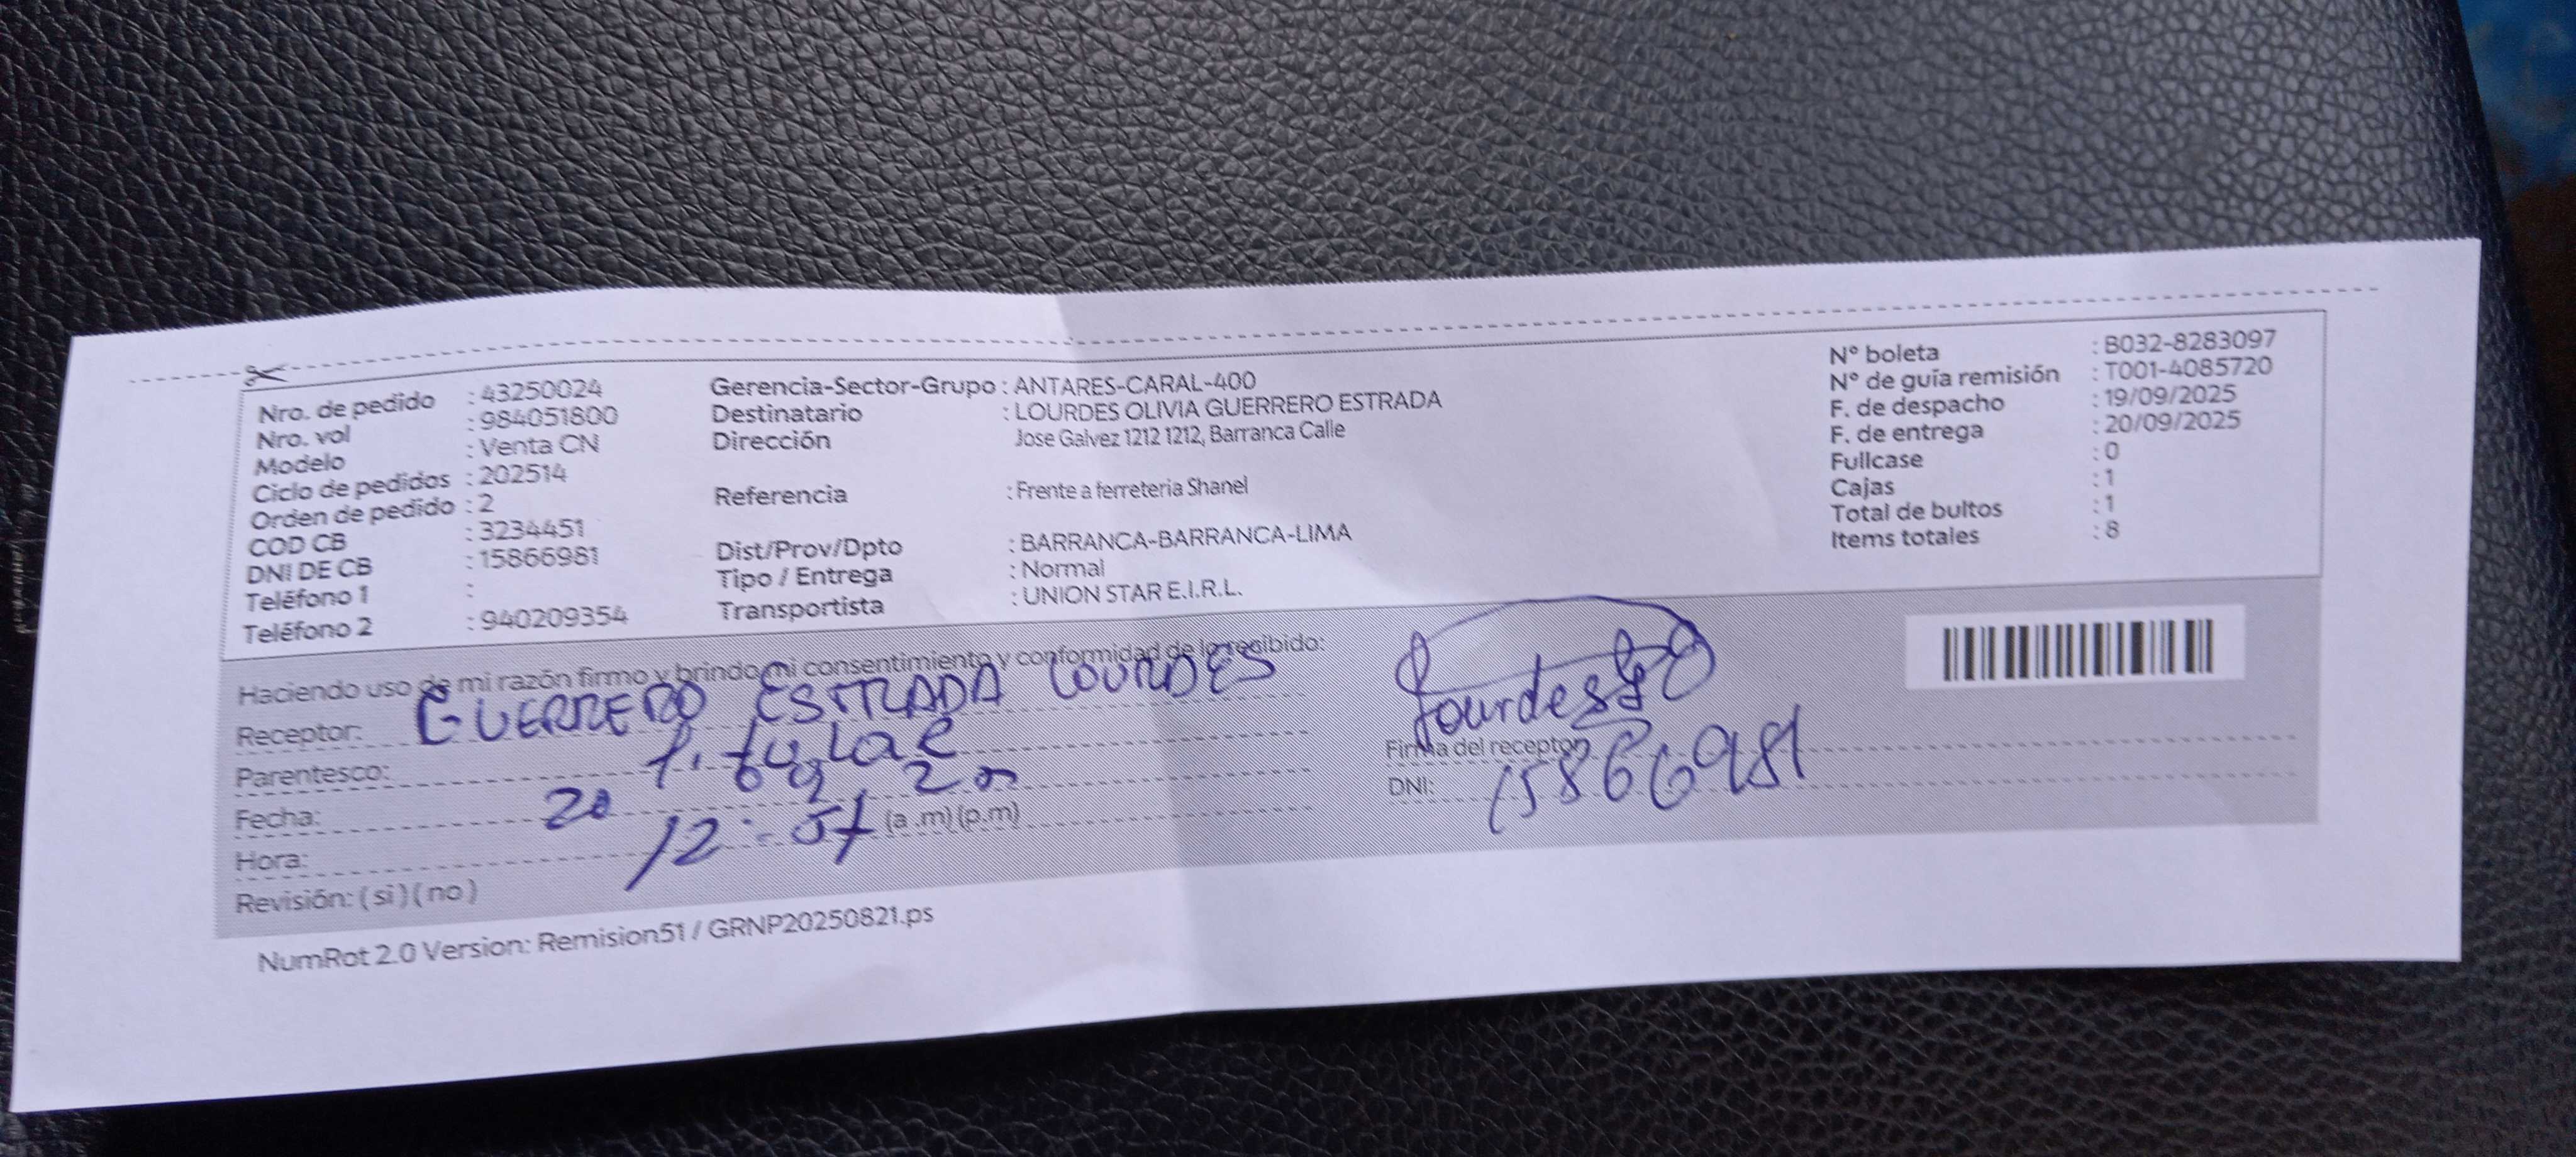 Nro. de pedido : 43250024
Nro. vol : 984051800
Modelo : Venta CN
Ciclo de pedidos : 202514
Orden de pedido : 2
COD CB : 3234451
DNI DE CB : 15866981
Teléfono 1 :
Teléfono 2 : 940209354
Gerencia-Sector-Grupo : ANTARES-CARAL-400
Destinatario : LOURDES OLIVIA GUERRERO ESTRADA
Dirección Jose Galvez 1212 1212, Barranca Calle
Referencia : Frente a ferreteria Shanel
Dist/Prov/Dpto : BARRANCA-BARRANCA-LIMA
Tipo / Entrega : Normal
Transportista : UNION STAR E.I.R.L.
N° boleta : B032-8283097
N° de guía remisión : T001-4085720
F. de despacho : 19/09/2025
F. de entrega : 20/09/2025
Fullcase : 0
Cajas : 1
Total de bultos : 1
Items totales : 8
Haciendo uso de mi razón firmo y brindo mi consentimiento y conformidad de lo recibido:
Receptor: GUERRERO ESTRADA LOURDES
Parentesco: Titular
Fecha: 20 9
Hora: 12:57 (a.m)(p.m)
Revisión: ( si ) ( no )
Lourdes
Firma del receptor
DNI: 15866981
NumRot 2.0 Version: Remision51 / GRNP20250821.ps